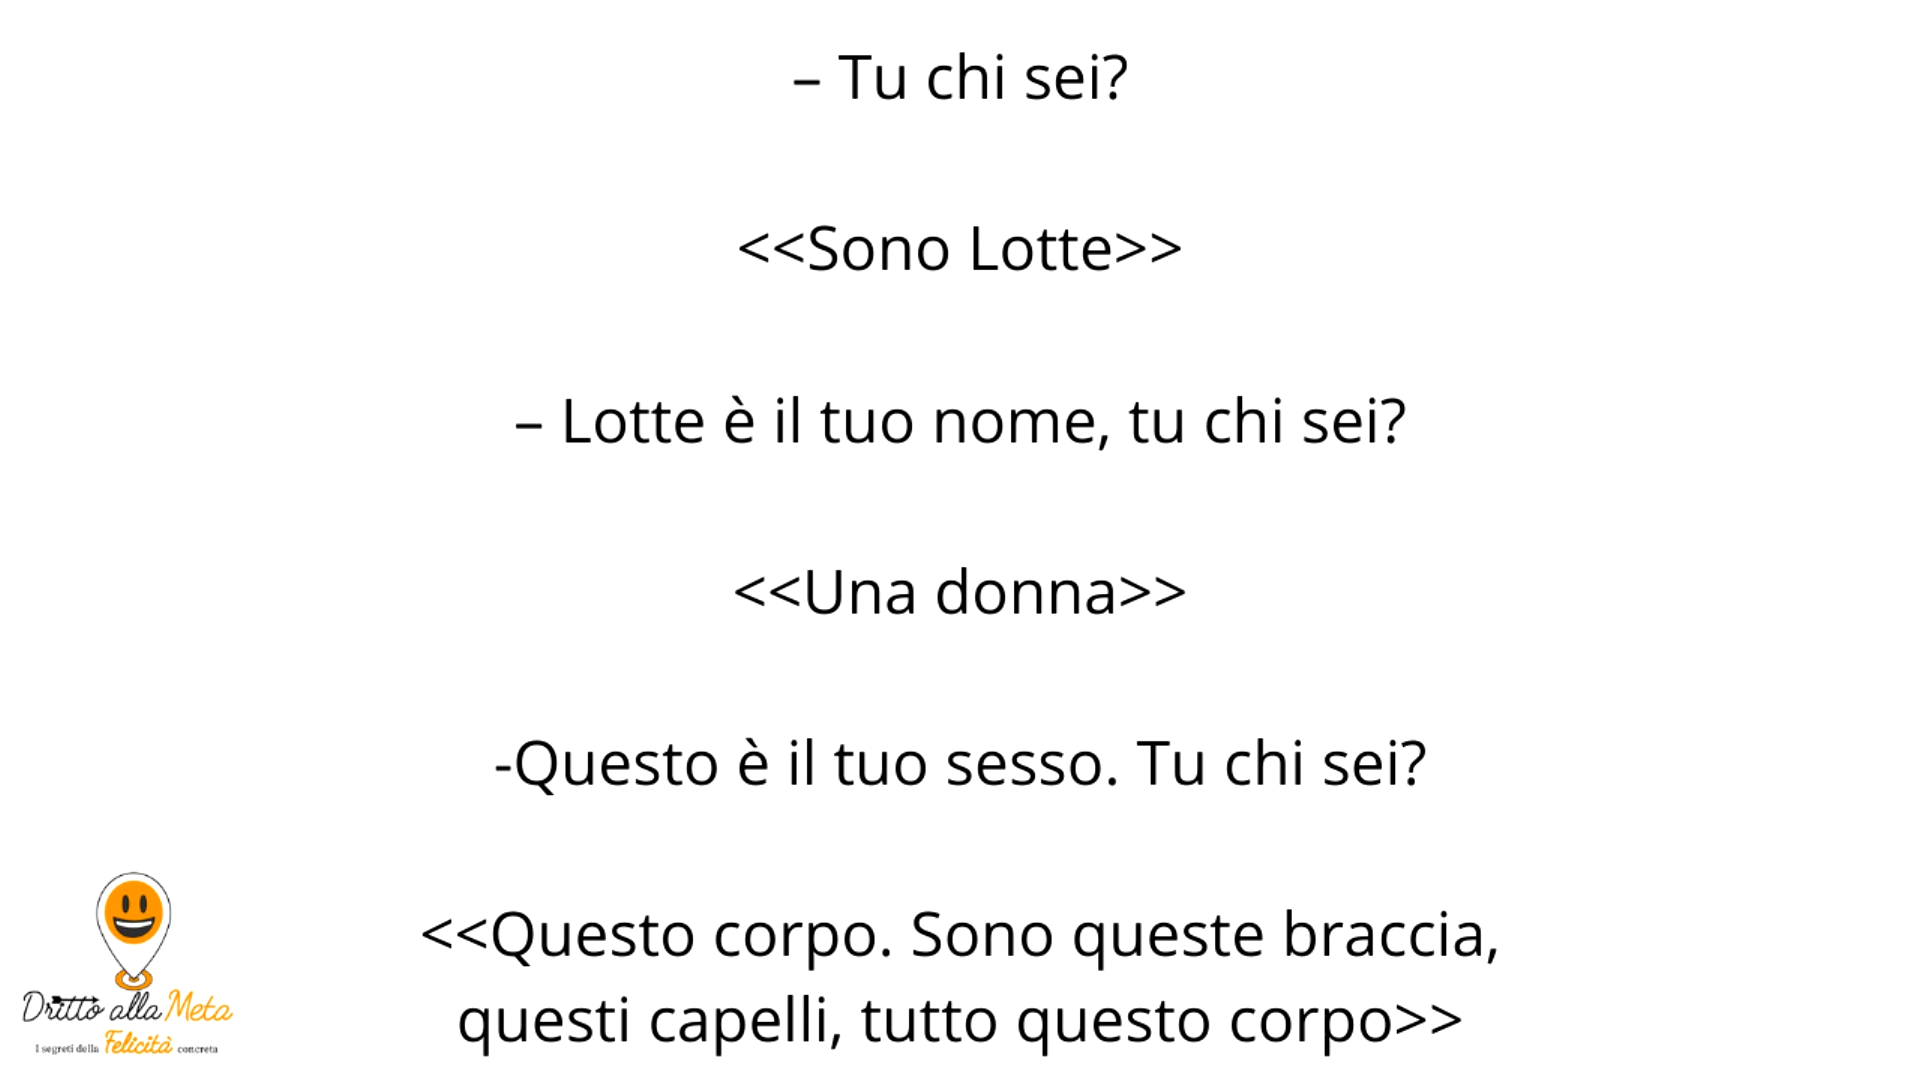 – Tu chi sei?
<<Sono Lotte>>
– Lotte è il tuo nome, tu chi sei?
<<Una donna>>
-Questo è il tuo sesso. Tu chi sei?
<<Questo corpo. Sono queste braccia,
questi capelli, tutto questo corpo>>
Dritto alla Meta
I segreti della Felicità concreta